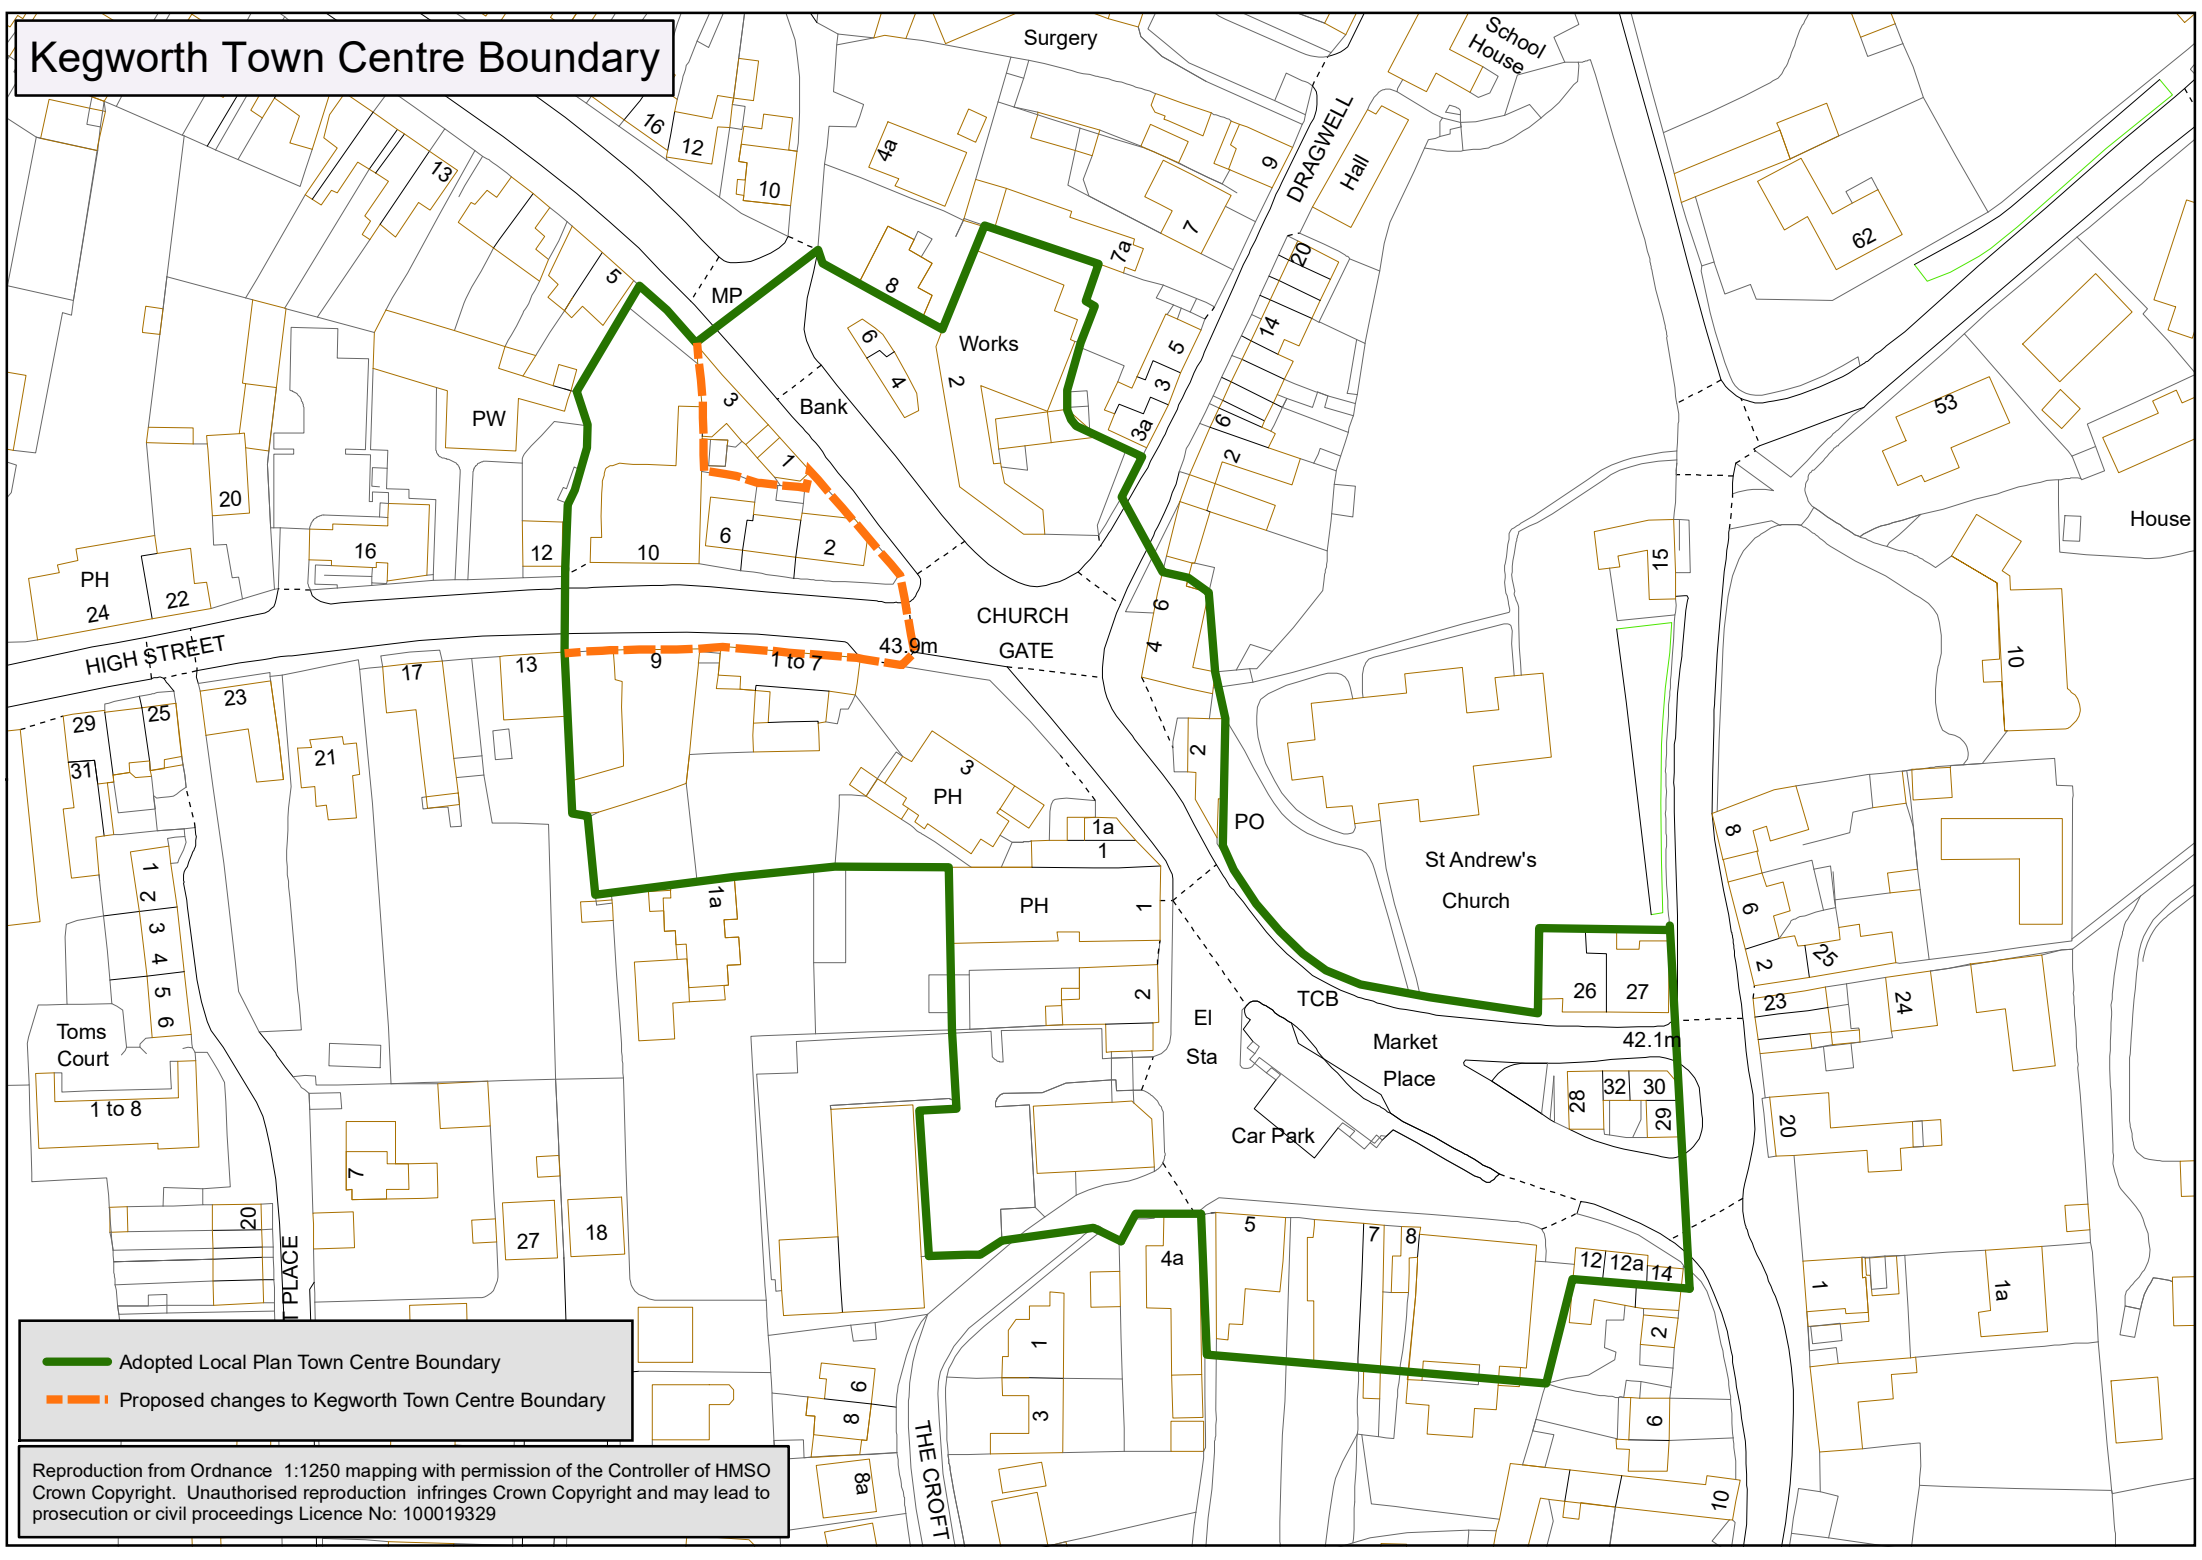 Kegworth Town Centre Boundary
Surgery
School
House
16
12
10
13
4a
9
DRAGWELL
Hall
7
62
7a
20
5
MP
8
Works
14
5
6
4
2
3
3a
6
2
3
Bank
PW
1
53
20
16
12
10
6
2
House
15
PH
24
22
CHURCH
GATE
6
4
HIGH STREET
43.9m
9
1 to 7
13
17
23
10
29
25
31
21
2
3
PH
1a
1
PO
8
St Andrew's
Church
1
2
3
4
5
6
1a
PH
1
6
2
25
26
27
23
24
2
TCB
El
Sta
Market
Place
42.1m
Toms
Court
1 to 8
28
32
30
29
Car Park
20
7
20
27
18
5
7
8
4a
12
12a
14
2
1
1a
T PLACE
1
3
6
8
8a
6
10
THE CROFT
Adopted Local Plan Town Centre Boundary
Proposed changes to Kegworth Town Centre Boundary
Reproduction from Ordnance 1:1250 mapping with permission of the Controller of HMSO
Crown Copyright. Unauthorised reproduction infringes Crown Copyright and may lead to
prosecution or civil proceedings Licence No: 100019329